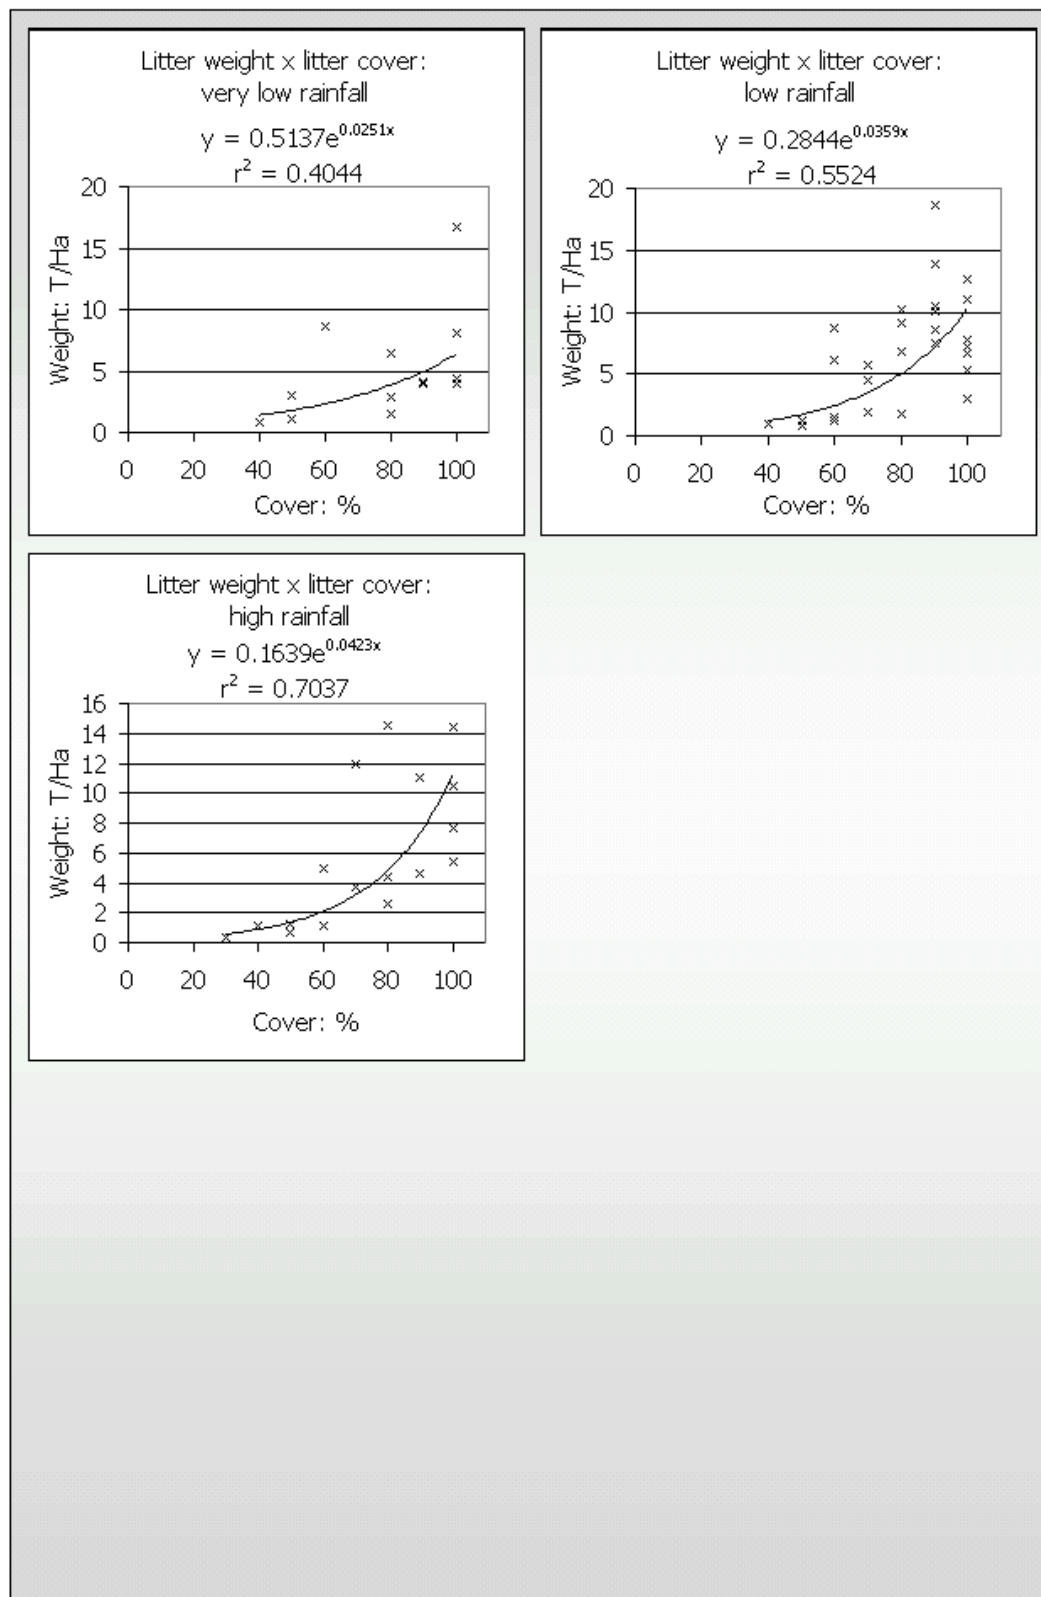 Litter weight x litter cover:
very low rainfall
y = 0.5137e^0.0251x
r² = 0.4044
20
15
10
5
0
Weight: T/Ha
0 20 40 60 80 100
Cover: %
Litter weight x litter cover:
low rainfall
y = 0.2844e^0.0359x
r² = 0.5524
20
15
10
5
0
Weight: T/Ha
0 20 40 60 80 100
Cover: %
Litter weight x litter cover:
high rainfall
y = 0.1639e^0.0423x
r² = 0.7037
16
14
12
10
8
6
4
2
0
Weight: T/Ha
0 20 40 60 80 100
Cover: %